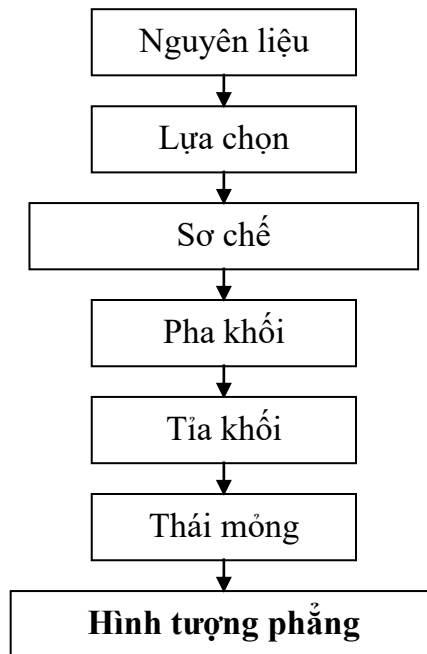 Nguyên liệu
Lựa chọn
Sơ chế
Pha khối
Tỉa khối
Thái mỏng
Hình tượng phẳng